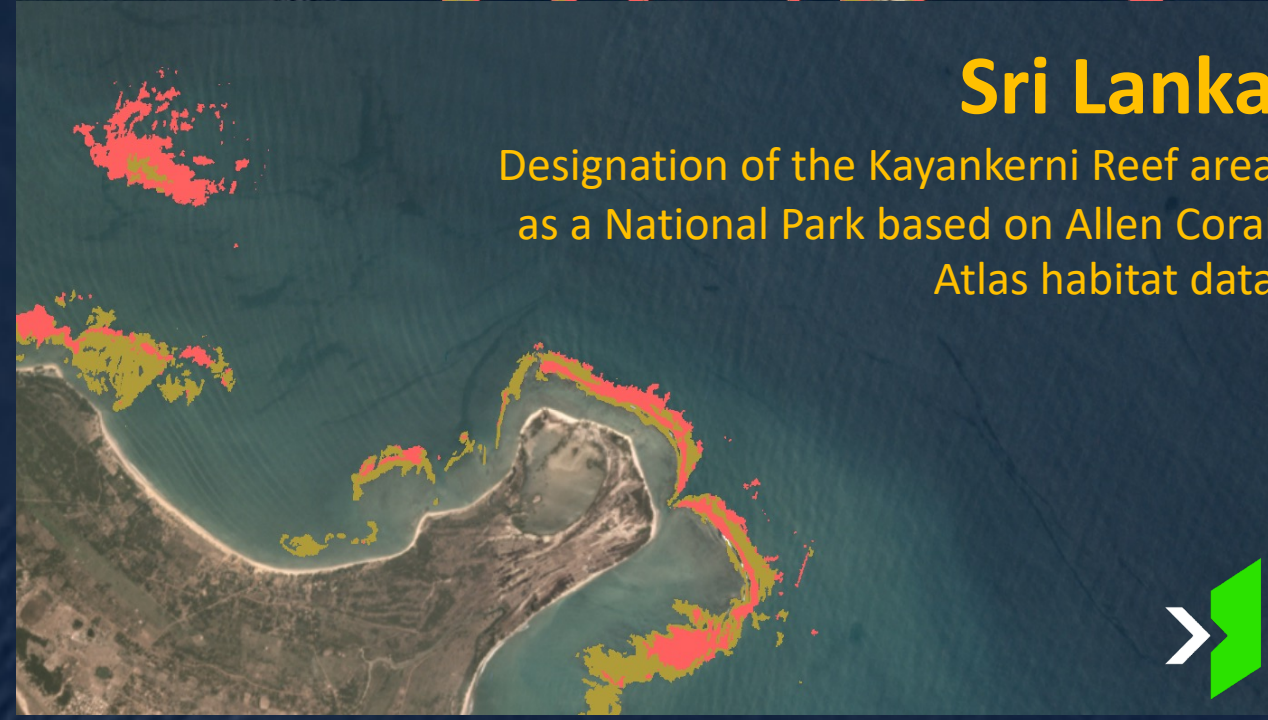 Sri Lanka
Designation of the Kayankerni Reef area
as a National Park based on Allen Cora
Atlas habitat data